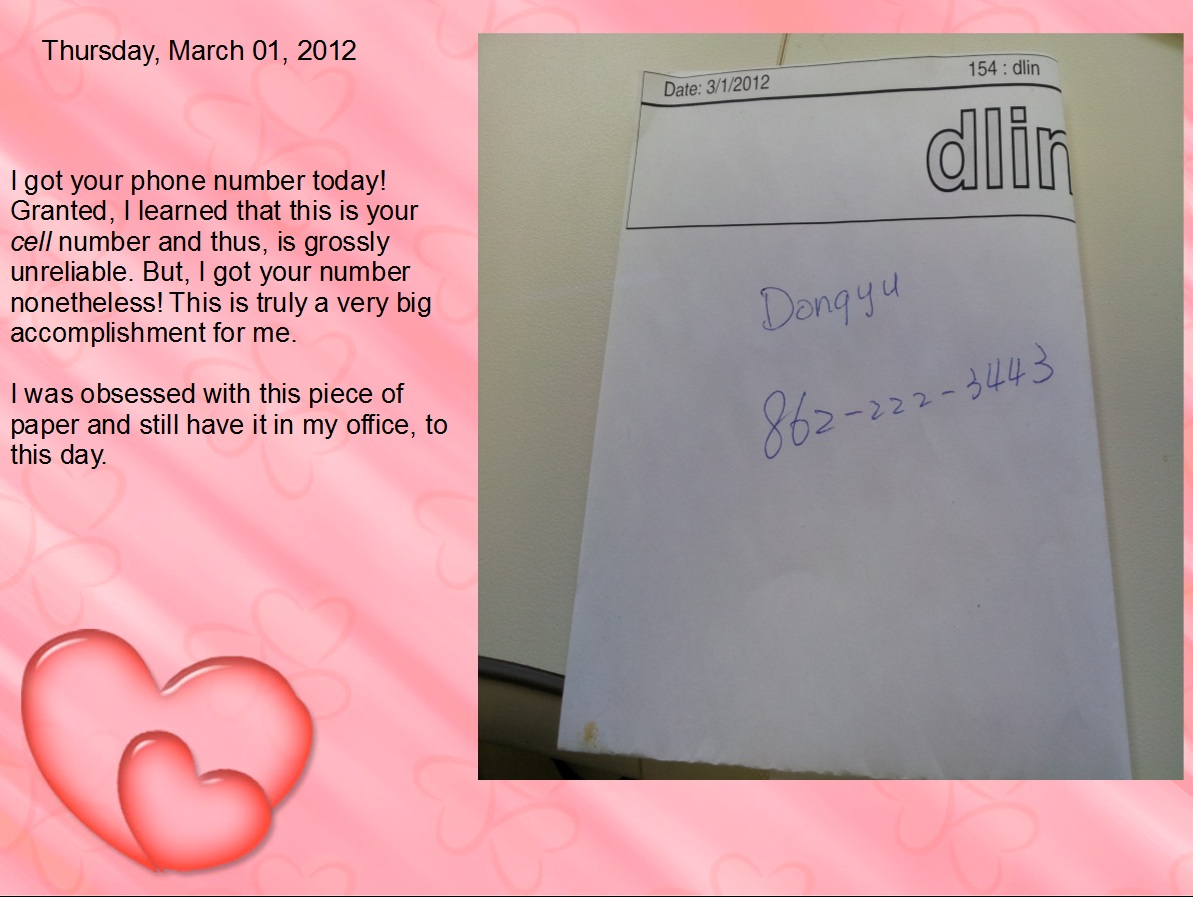 Thursday, March 01, 2012
I got your phone number today!
Granted, I learned that this is your
cell number and thus, is grossly
unreliable. But, I got your number
nonetheless! This is truly a very big
accomplishment for me.
I was obsessed with this piece of
paper and still have it in my office, to
this day.
Date: 3/1/2012
154 : dlin
dlin
Dongyu
862-222-3443